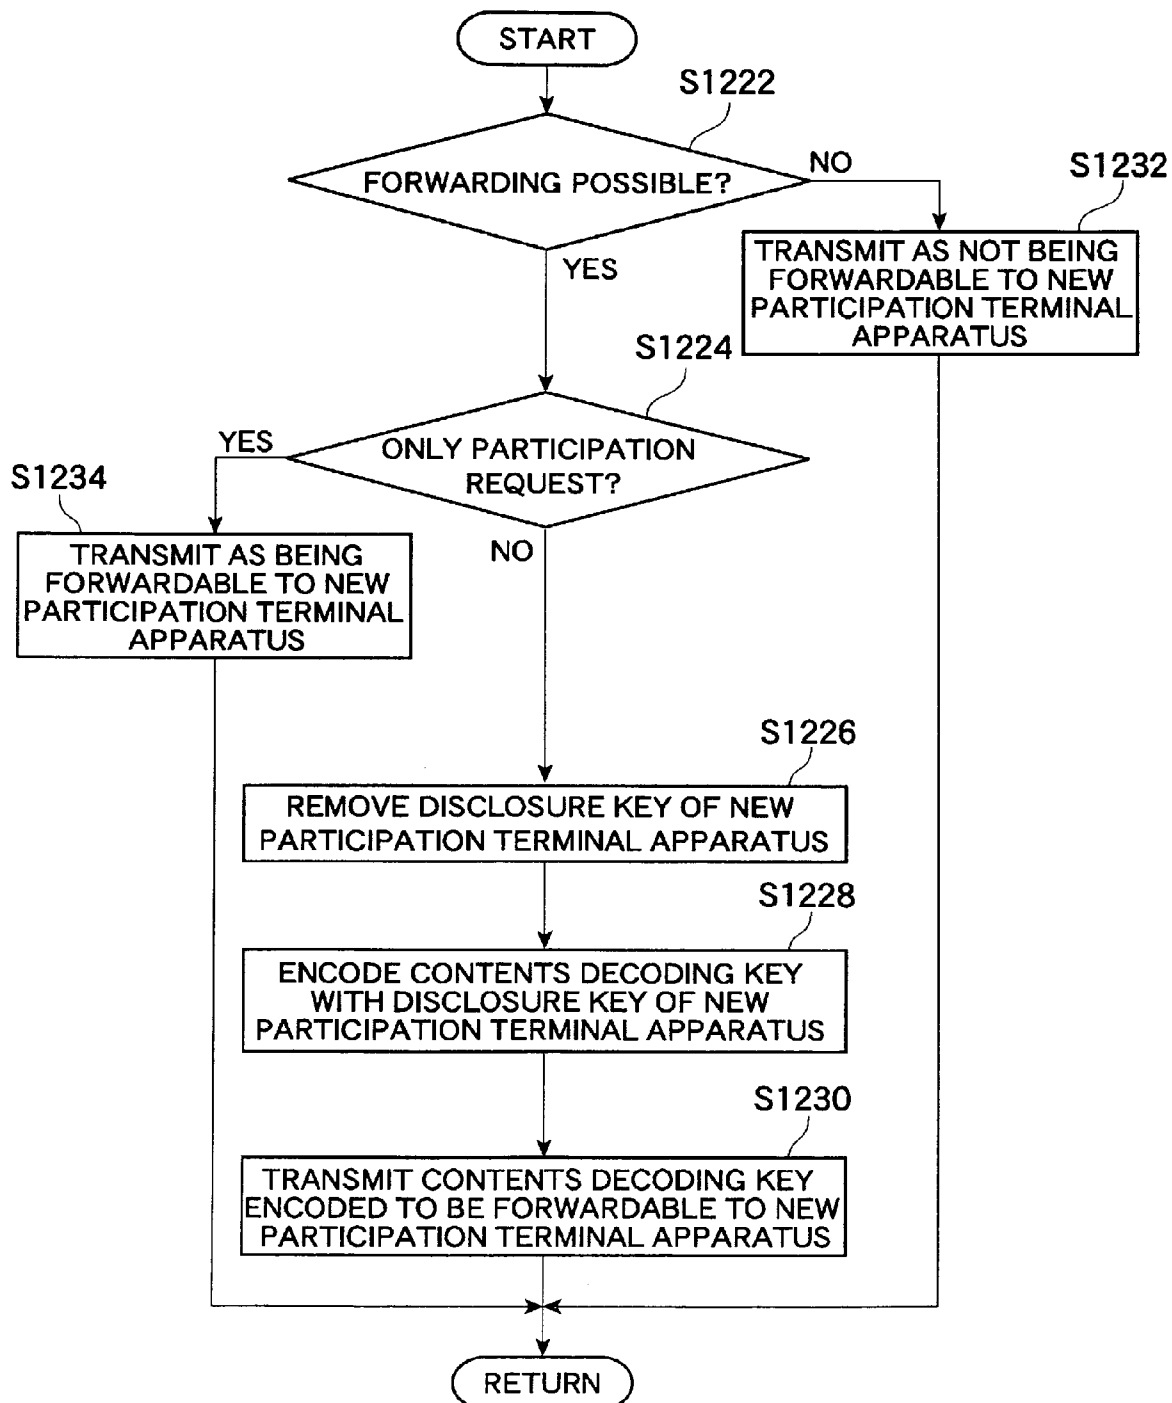 START
S1222
FORWARDING POSSIBLE?
NO
S1232
TRANSMIT AS NOT BEING
FORWARDABLE TO NEW
PARTICIPATION TERMINAL
APPARATUS
YES
S1224
ONLY PARTICIPATION
REQUEST?
YES
S1234
TRANSMIT AS BEING
FORWARDABLE TO NEW
PARTICIPATION TERMINAL
APPARATUS
NO
S1226
REMOVE DISCLOSURE KEY OF NEW
PARTICIPATION TERMINAL APPARATUS
S1228
ENCODE CONTENTS DECODING KEY
WITH DISCLOSURE KEY OF NEW
PARTICIPATION TERMINAL APPARATUS
S1230
TRANSMIT CONTENTS DECODING KEY
ENCODED TO BE FORWARDABLE TO NEW
PARTICIPATION TERMINAL APPARATUS
RETURN